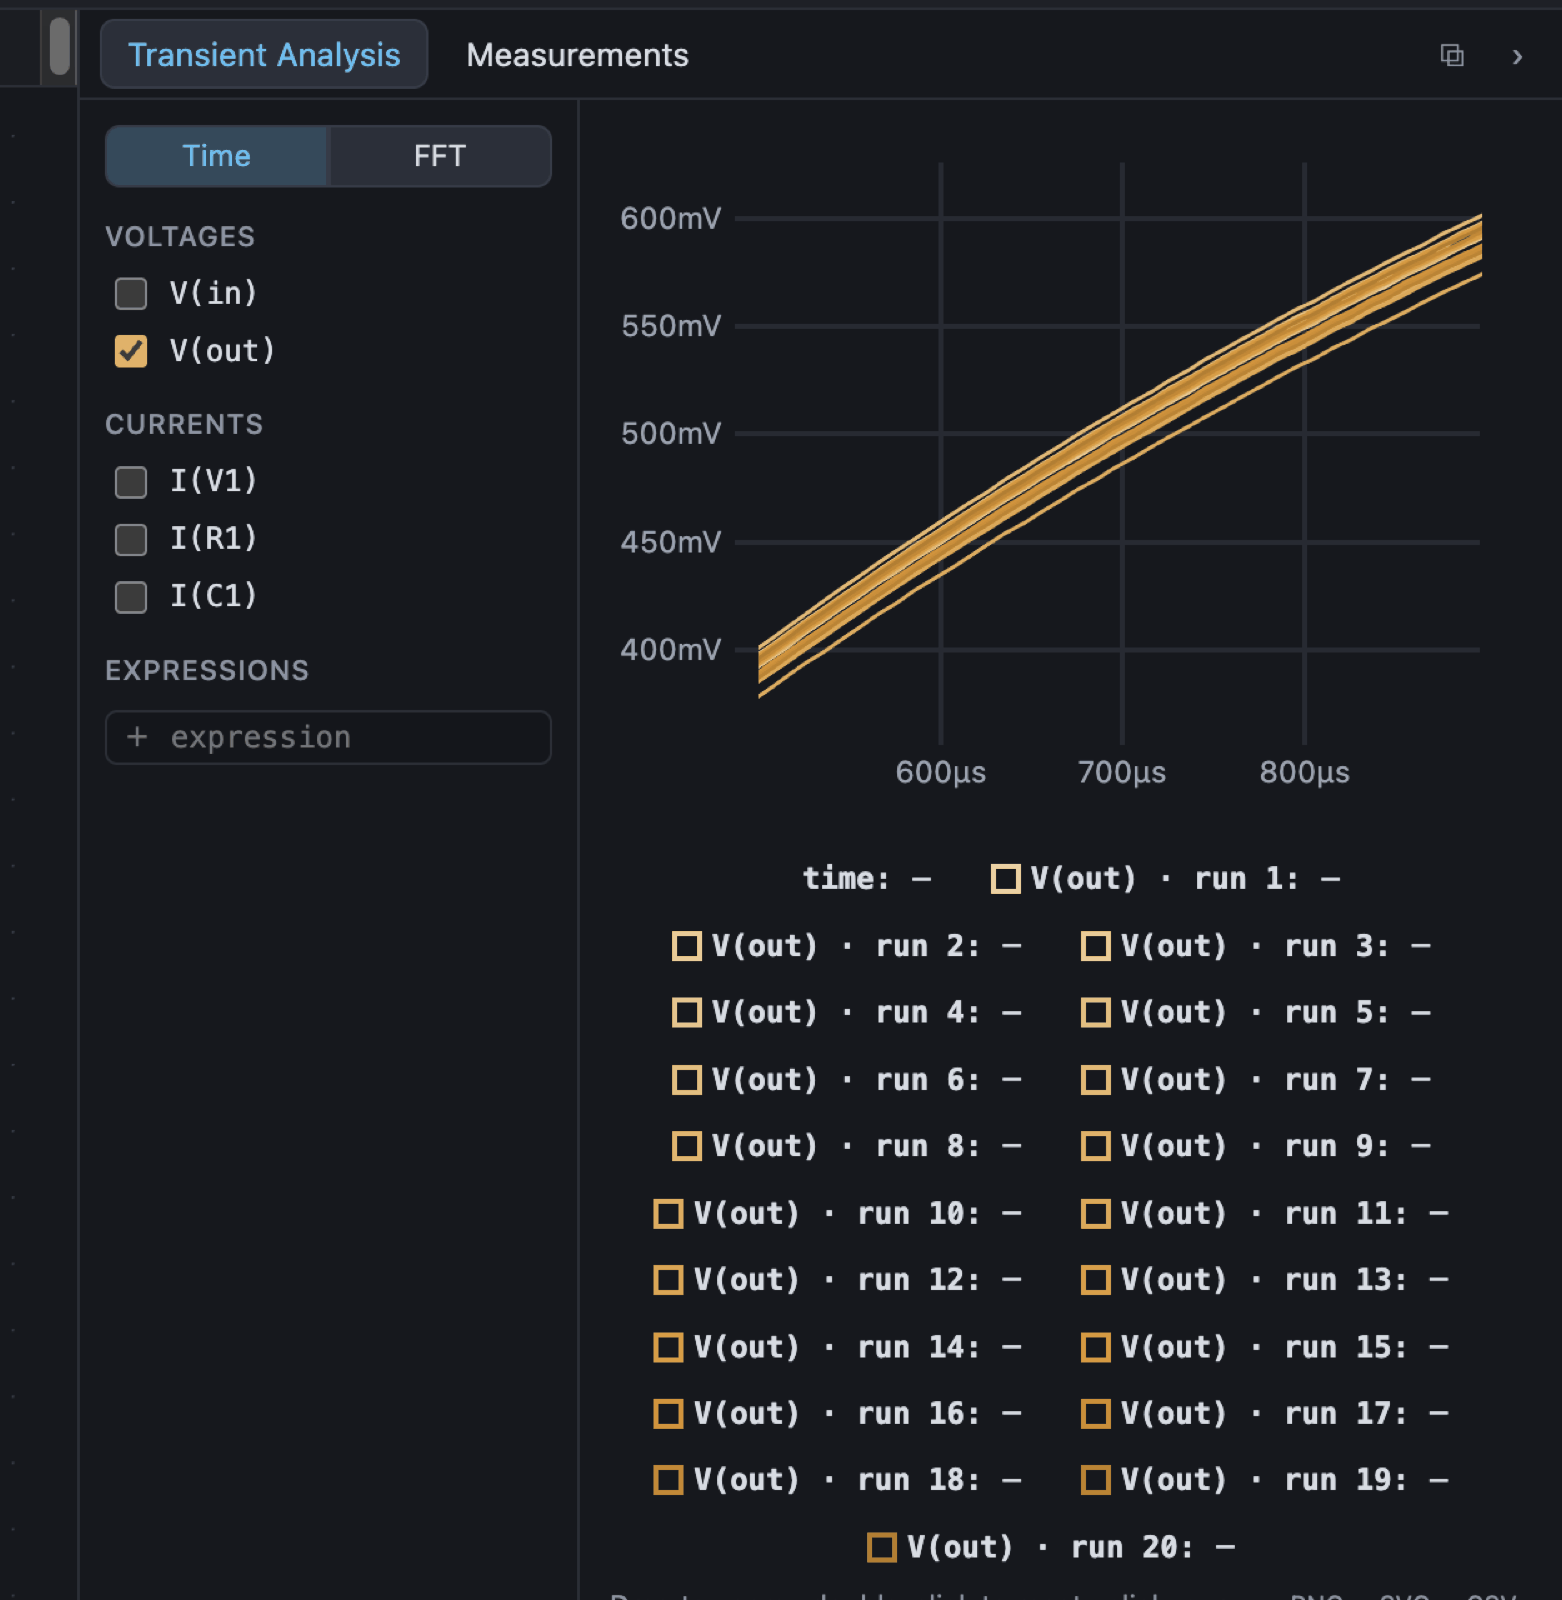 Transient Analysis Measurements
Time FFT
VOLTAGES
V(in)
V(out)
CURRENTS
I(V1)
I(R1)
I(C1)
EXPRESSIONS
+ expression
600mV
550mV
500mV
450mV
400mV
600µs 700µs 800µs
time: — V(out) · run 1: —
V(out) · run 2: — V(out) · run 3: —
V(out) · run 4: — V(out) · run 5: —
V(out) · run 6: — V(out) · run 7: —
V(out) · run 8: — V(out) · run 9: —
V(out) · run 10: — V(out) · run 11: —
V(out) · run 12: — V(out) · run 13: —
V(out) · run 14: — V(out) · run 15: —
V(out) · run 16: — V(out) · run 17: —
V(out) · run 18: — V(out) · run 19: —
V(out) · run 20: —